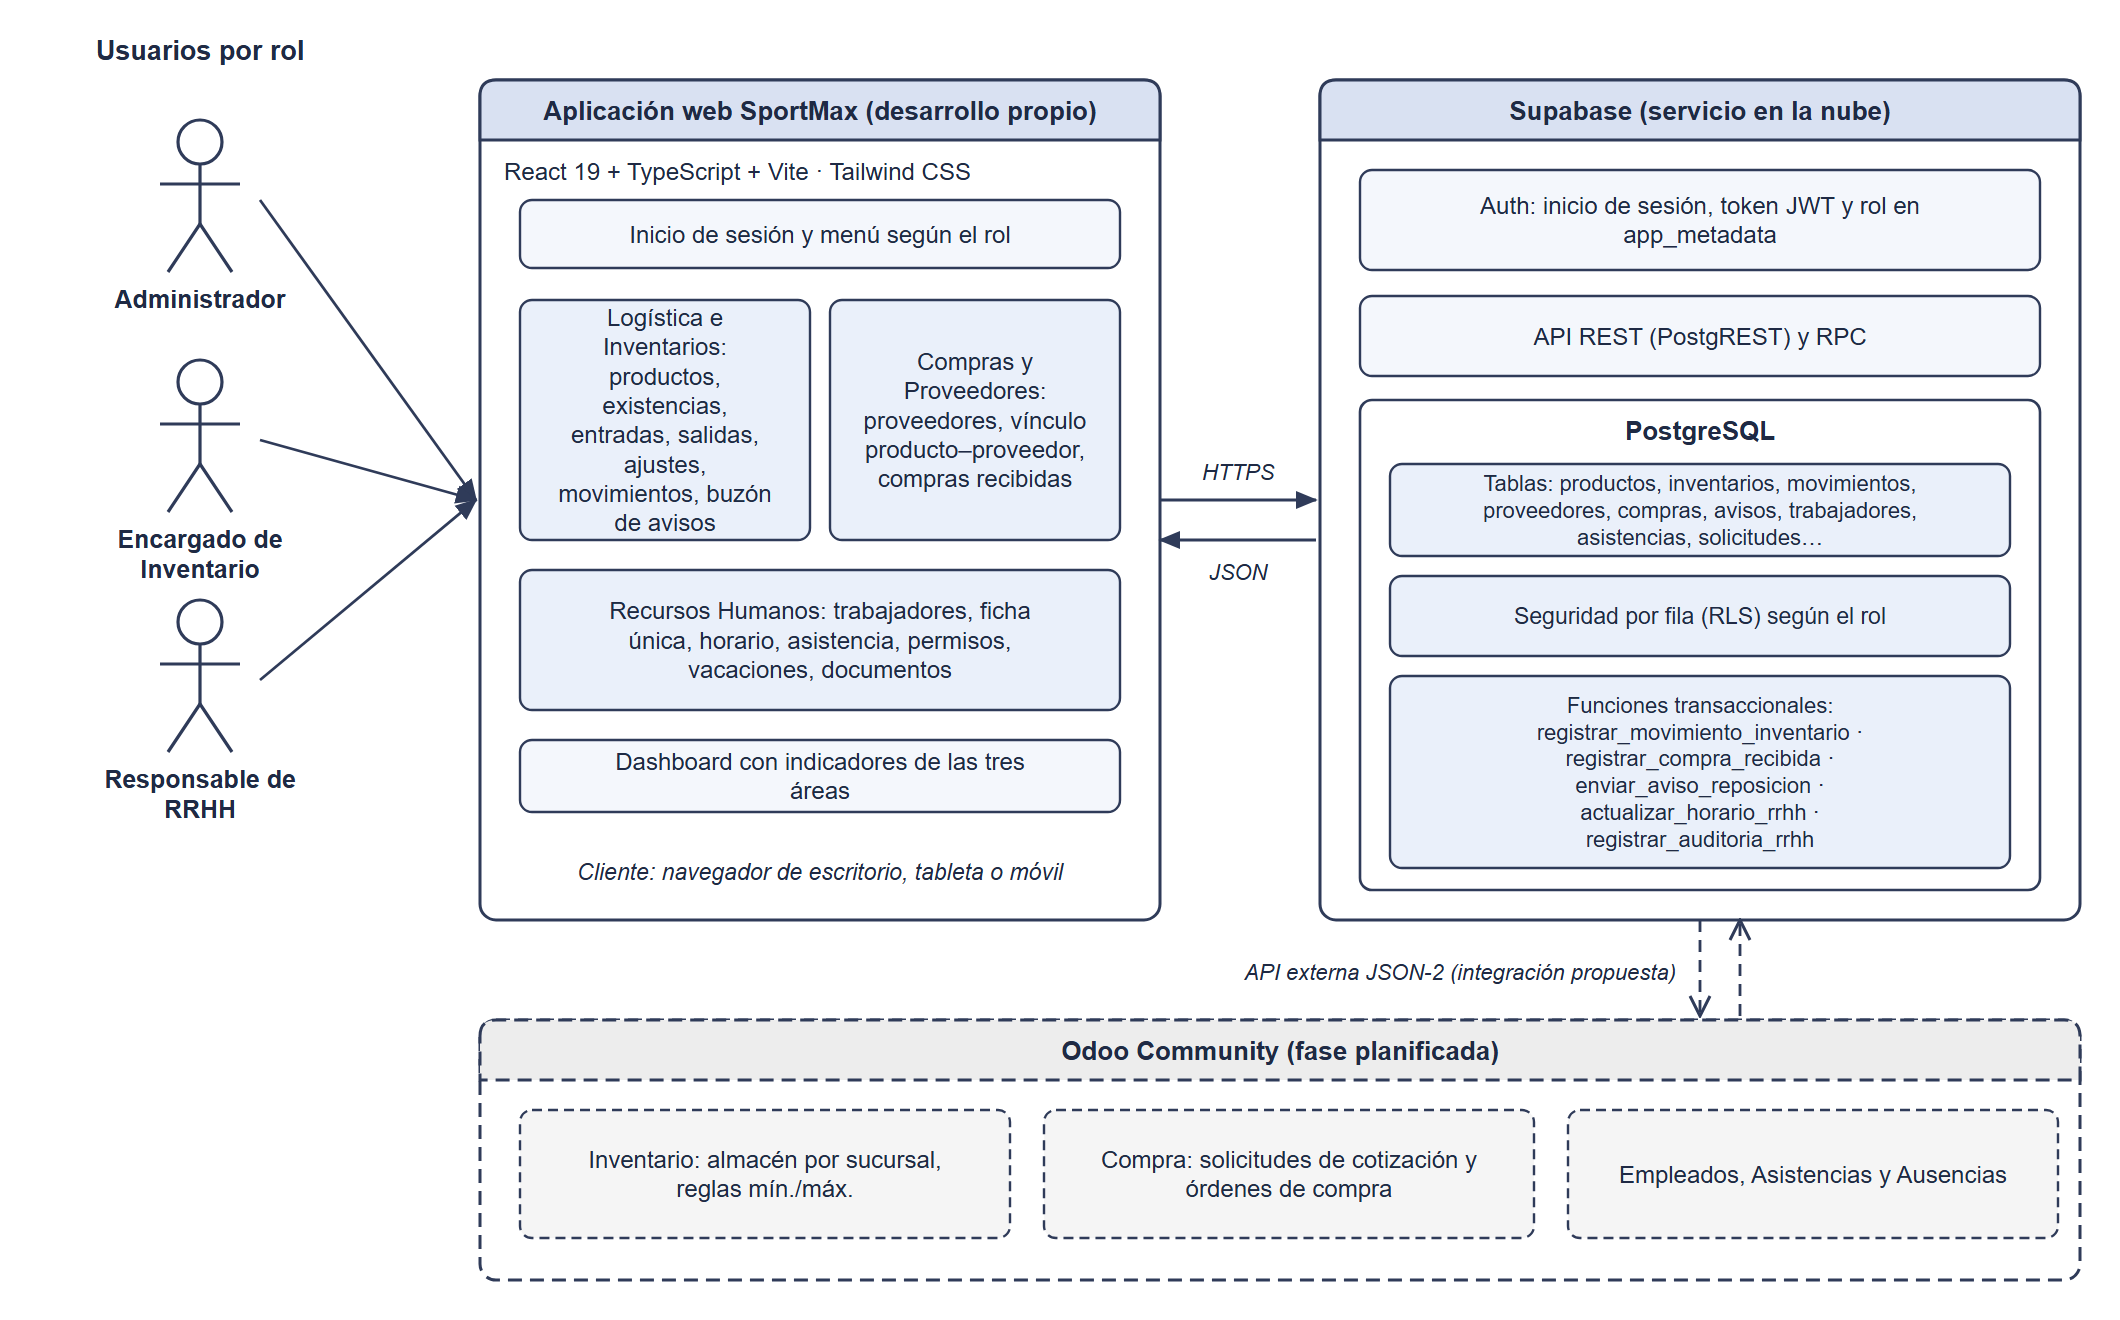 Usuarios por rol
Administrador
Encargado de
Inventario
Responsable de
RRHH
Aplicación web SportMax (desarrollo propio)
React 19 + TypeScript + Vite · Tailwind CSS
Inicio de sesión y menú según el rol
Logística e
Inventarios:
productos,
existencias,
entradas, salidas,
ajustes,
movimientos, buzón
de avisos
Compras y
Proveedores:
proveedores, vínculo
producto–proveedor,
compras recibidas
Recursos Humanos: trabajadores, ficha
única, horario, asistencia, permisos,
vacaciones, documentos
Dashboard con indicadores de las tres
áreas
Cliente: navegador de escritorio, tableta o móvil
HTTPS
JSON
Supabase (servicio en la nube)
Auth: inicio de sesión, token JWT y rol en
app_metadata
API REST (PostgREST) y RPC
PostgreSQL
Tablas: productos, inventarios, movimientos,
proveedores, compras, avisos, trabajadores,
asistencias, solicitudes…
Seguridad por fila (RLS) según el rol
Funciones transaccionales:
registrar_movimiento_inventario ·
registrar_compra_recibida ·
enviar_aviso_reposicion ·
actualizar_horario_rrhh ·
registrar_auditoria_rrhh
API externa JSON-2 (integración propuesta)
Odoo Community (fase planificada)
Inventario: almacén por sucursal,
reglas mín./máx.
Compra: solicitudes de cotización y
órdenes de compra
Empleados, Asistencias y Ausencias